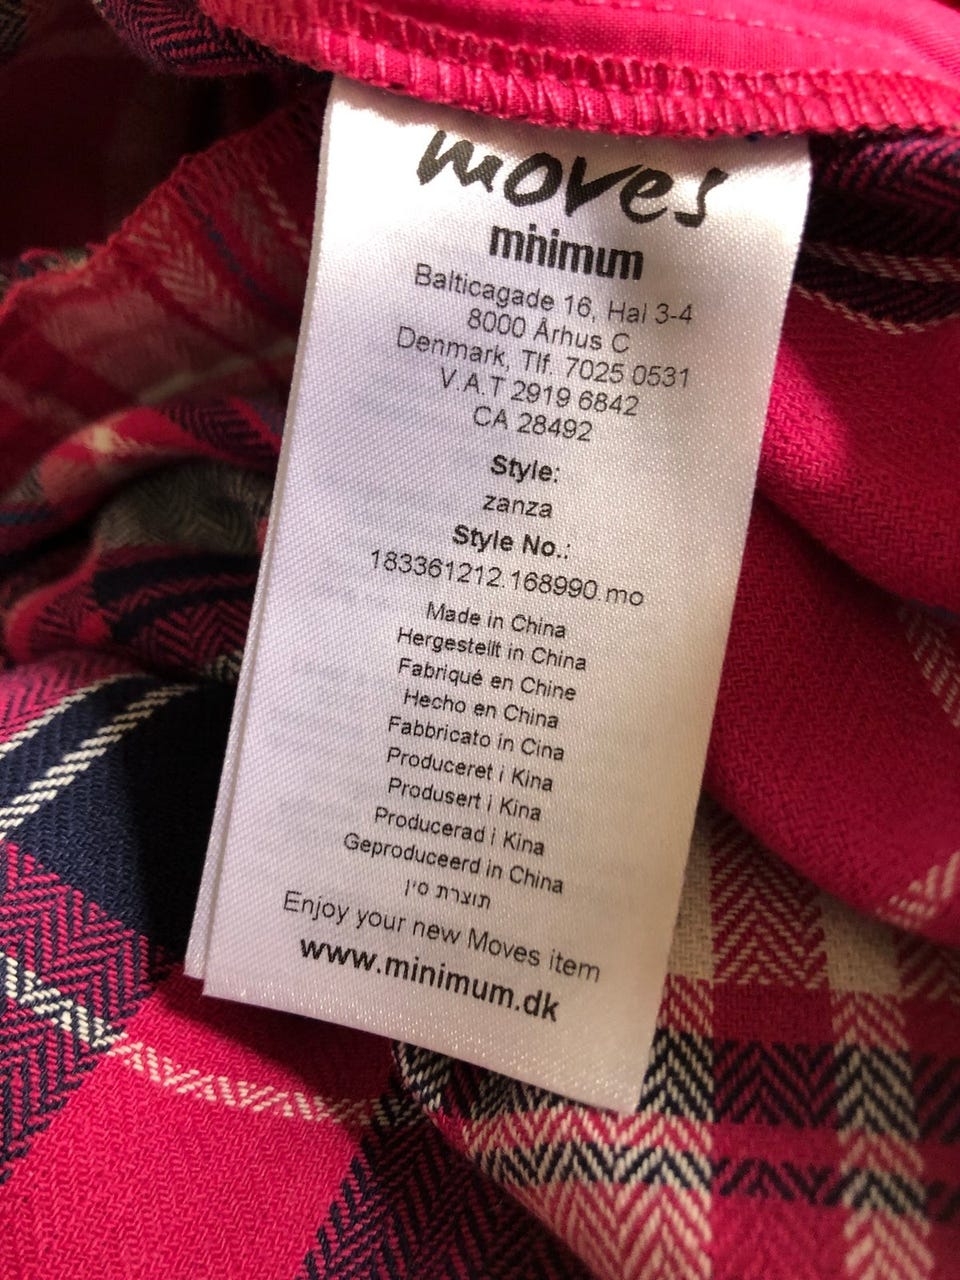 moves
minimum
Balticagade 16, Hal 3-4
8000 Århus C
Denmark, Tlf. 7025 0531
V.A.T 2919 6842
CA 28492
Style:
zanza
Style No.:
183361212.168990.mo
Made in China
Hergestellt in China
Fabriqué en Chine
Hecho en China
Fabbricato in Cina
Produceret i Kina
Produsert i Kina
Producerad i Kina
Geproduceerd in China
תוצרת סין
Enjoy your new Moves item
www.minimum.dk